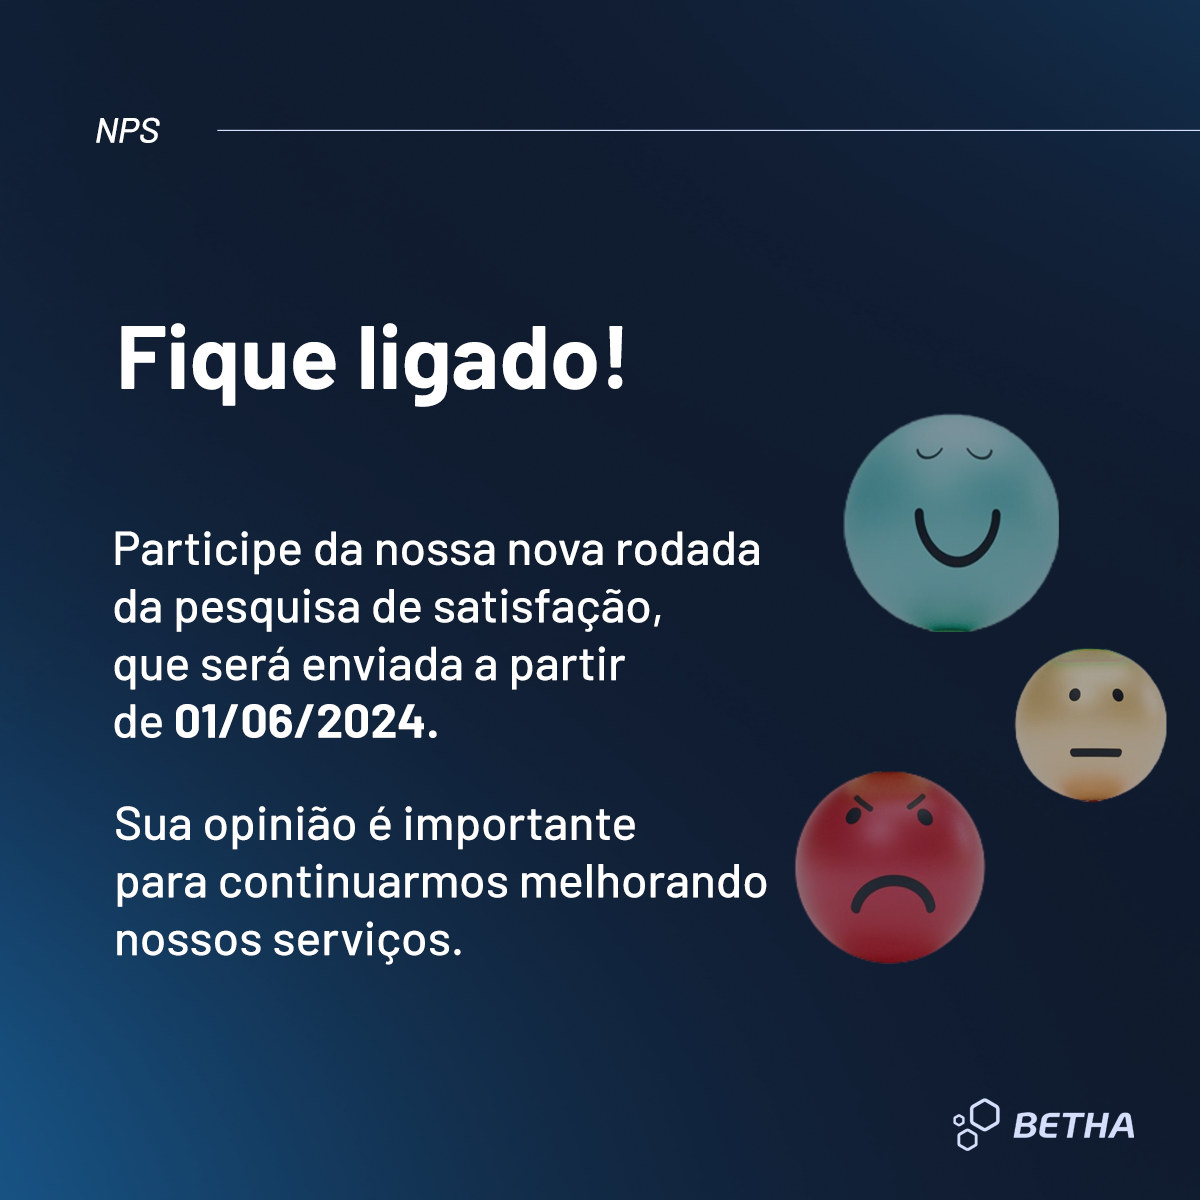 NPS
Fique ligado!
Participe da nossa nova rodada
da pesquisa de satisfação,
que será enviada a partir
de 01/06/2024.
Sua opinião é importante
para continuarmos melhorando
nossos serviços.
BETHA